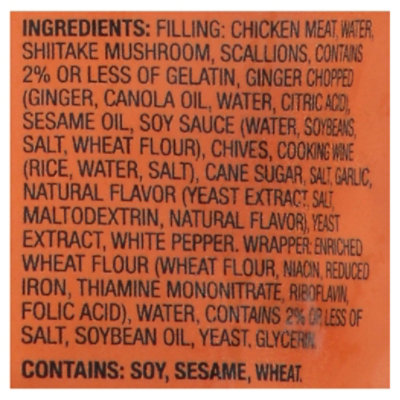 INGREDIENTS: FILLING: CHICKEN MEAT, WATER,
SHIITAKE MUSHROOM, SCALLIONS, CONTAINS
2% OR LESS OF GELATIN, GINGER CHOPPED
(GINGER, CANOLA OIL, WATER, CITRIC ACID),
SESAME OIL, SOY SAUCE (WATER, SOYBEANS,
SALT, WHEAT FLOUR), CHIVES, COOKING WINE
(RICE, WATER, SALT), CANE SUGAR, SALT, GARLIC,
NATURAL FLAVOR (YEAST EXTRACT, SALT,
MALTODEXTRIN, NATURAL FLAVOR), YEAST
EXTRACT, WHITE PEPPER. WRAPPER: ENRICHED
WHEAT FLOUR (WHEAT FLOUR, NIACIN, REDUCED
IRON, THIAMINE MONONITRATE, RIBOFLAVIN,
FOLIC ACID), WATER, CONTAINS 2% OR LESS OF
SALT, SOYBEAN OIL, YEAST, GLYCERIN.
CONTAINS: SOY, SESAME, WHEAT.